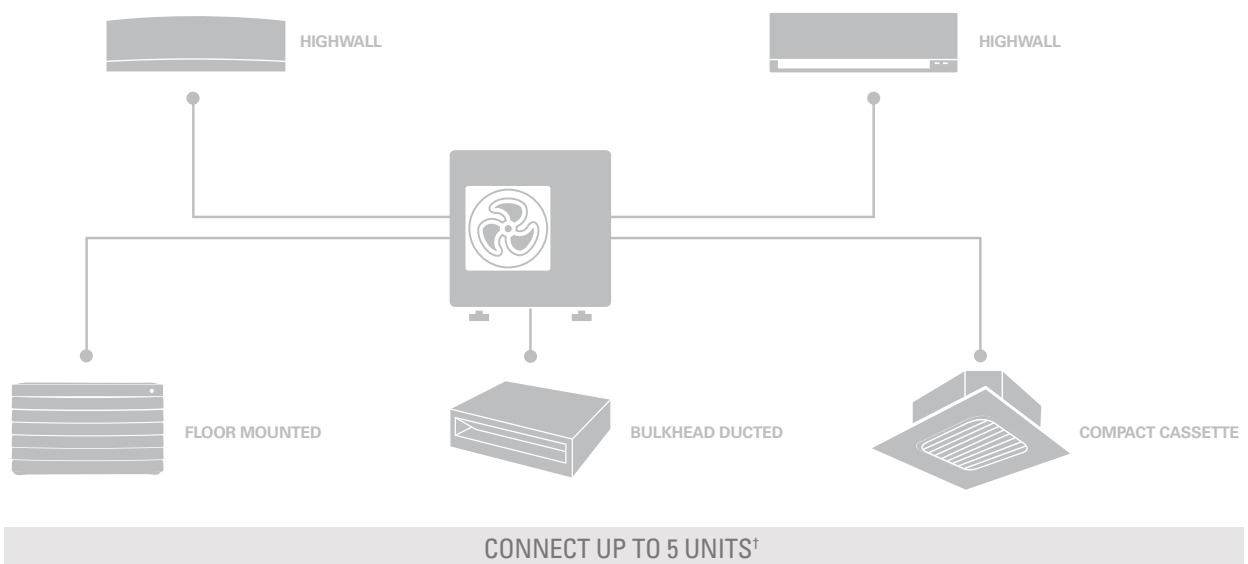 HIGHWALL
HIGHWALL
FLOOR MOUNTED
BULKHEAD DUCTED
COMPACT CASSETTE
CONNECT UP TO 5 UNITS†